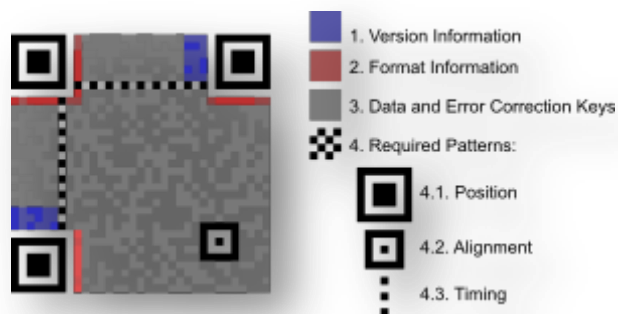 1. Version Information
2. Format Information
3. Data and Error Correction Keys
4. Required Patterns:
4.1. Position
4.2. Alignment
4.3. Timing